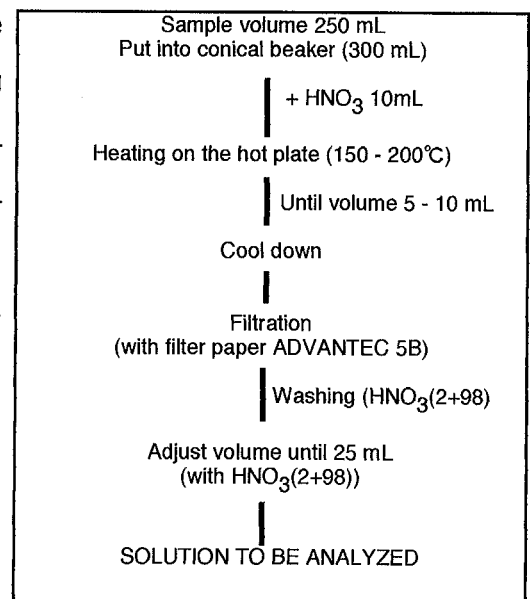 Sample volume 250 mL
Put into conical beaker (300 mL)
+ HNO3 10mL
Heating on the hot plate (150 - 200℃)
Until volume 5 - 10 mL
Cool down
Filtration
(with filter paper ADVANTEC 5B)
Washing (HNO3(2+98)
Adjust volume until 25 mL
(with HNO3(2+98))
SOLUTION TO BE ANALYZED